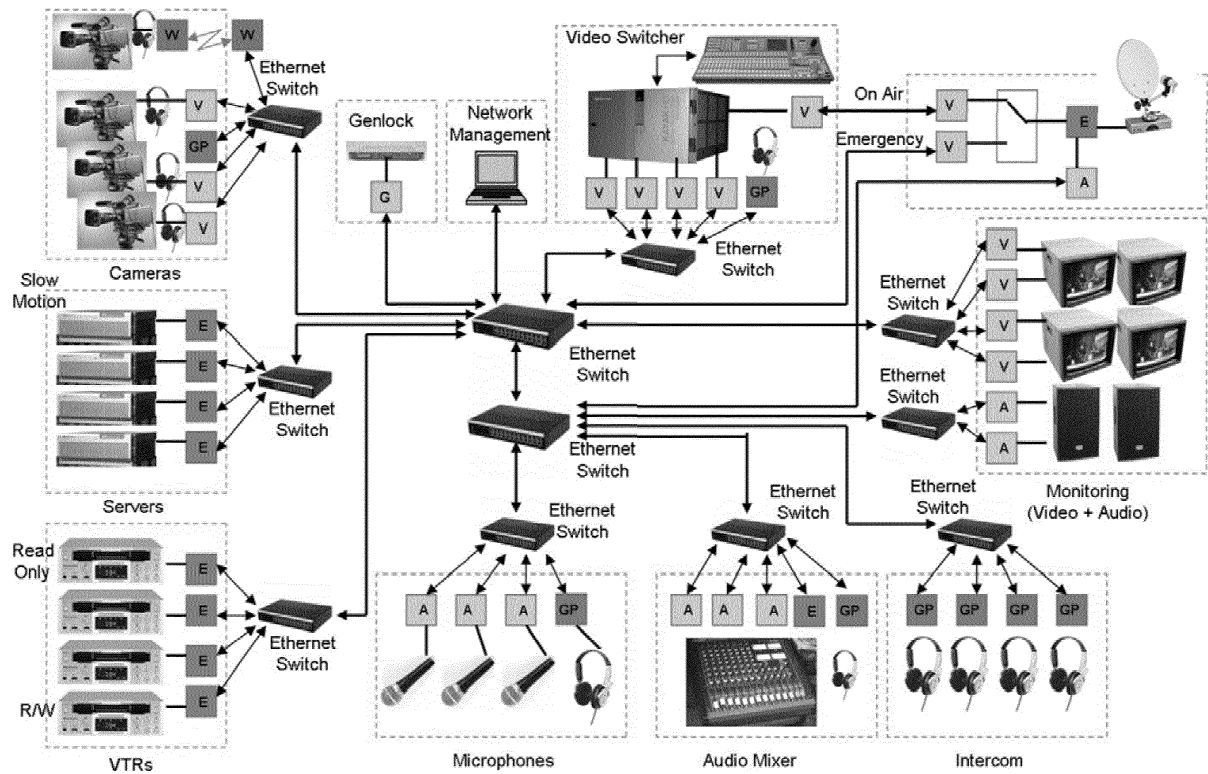 W
W
Ethernet
Switch
V
GP
V
V
Cameras
Genlock
G
Network
Management
Video Switcher
V
V
V
V
V
GP
Ethernet
Switch
On Air
Emergency
V
V
E
A
Slow
Motion
E
E
E
E
Ethernet
Switch
Servers
Ethernet
Switch
Ethernet
Switch
Ethernet
Switch
Ethernet
Switch
V
V
V
V
A
A
Monitoring
(Video + Audio)
Read
Only
R/W
E
E
E
E
Ethernet
Switch
VTRs
Ethernet
Switch
A
A
A
GP
Microphones
Ethernet
Switch
A
A
A
E
GP
Audio Mixer
Ethernet
Switch
GP
GP
GP
GP
Intercom